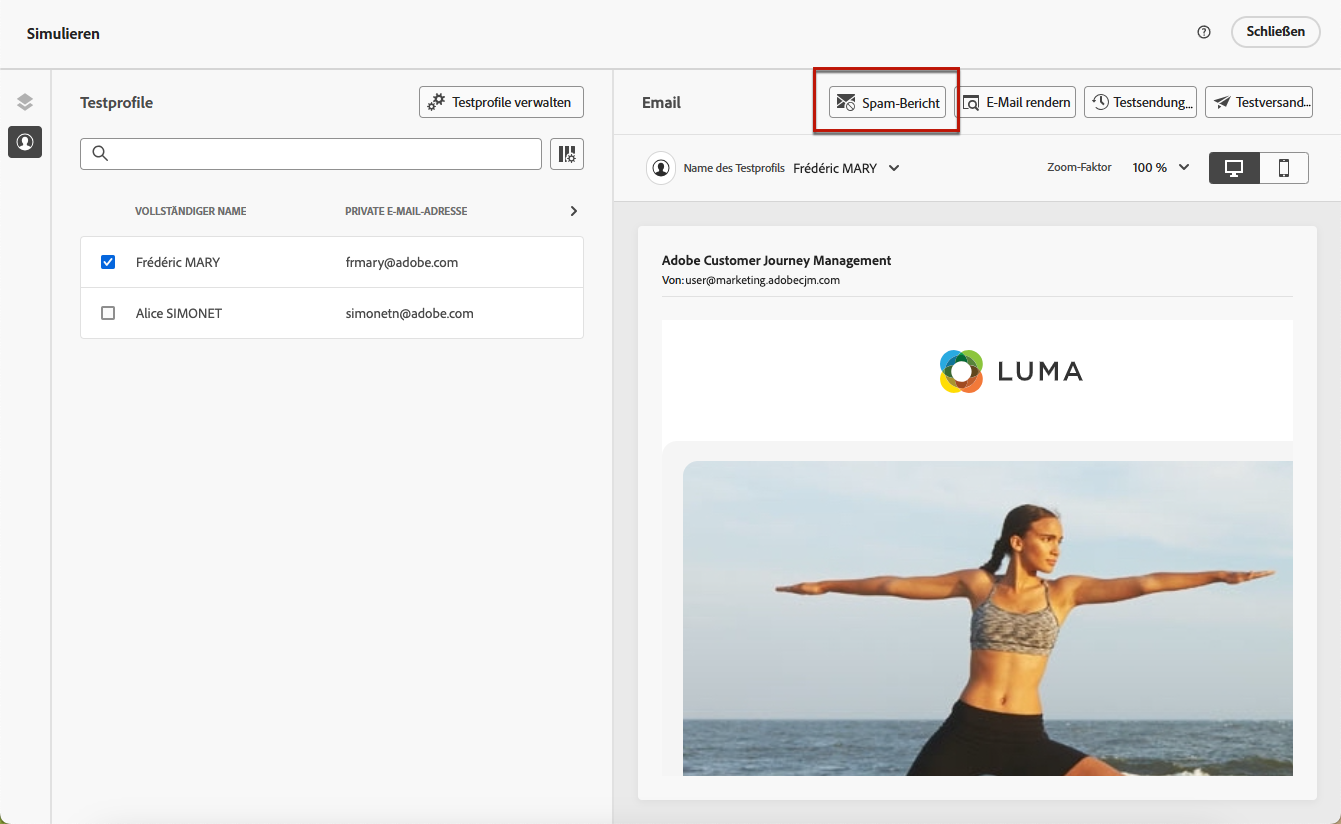 Simulieren
Schließen
Testprofile
Testprofile verwalten
VOLLSTÄNDIGER NAME PRIVATE E-MAIL-ADRESSE
Frédéric MARY frmary@adobe.com
Alice SIMONET simonetn@adobe.com
Email
Spam-Bericht
E-Mail rendern
Testsendung...
Testversand...
Name des Testprofils Frédéric MARY
Zoom-Faktor 100 %
Adobe Customer Journey Management
Von:user@marketing.adobecjm.com
LUMA